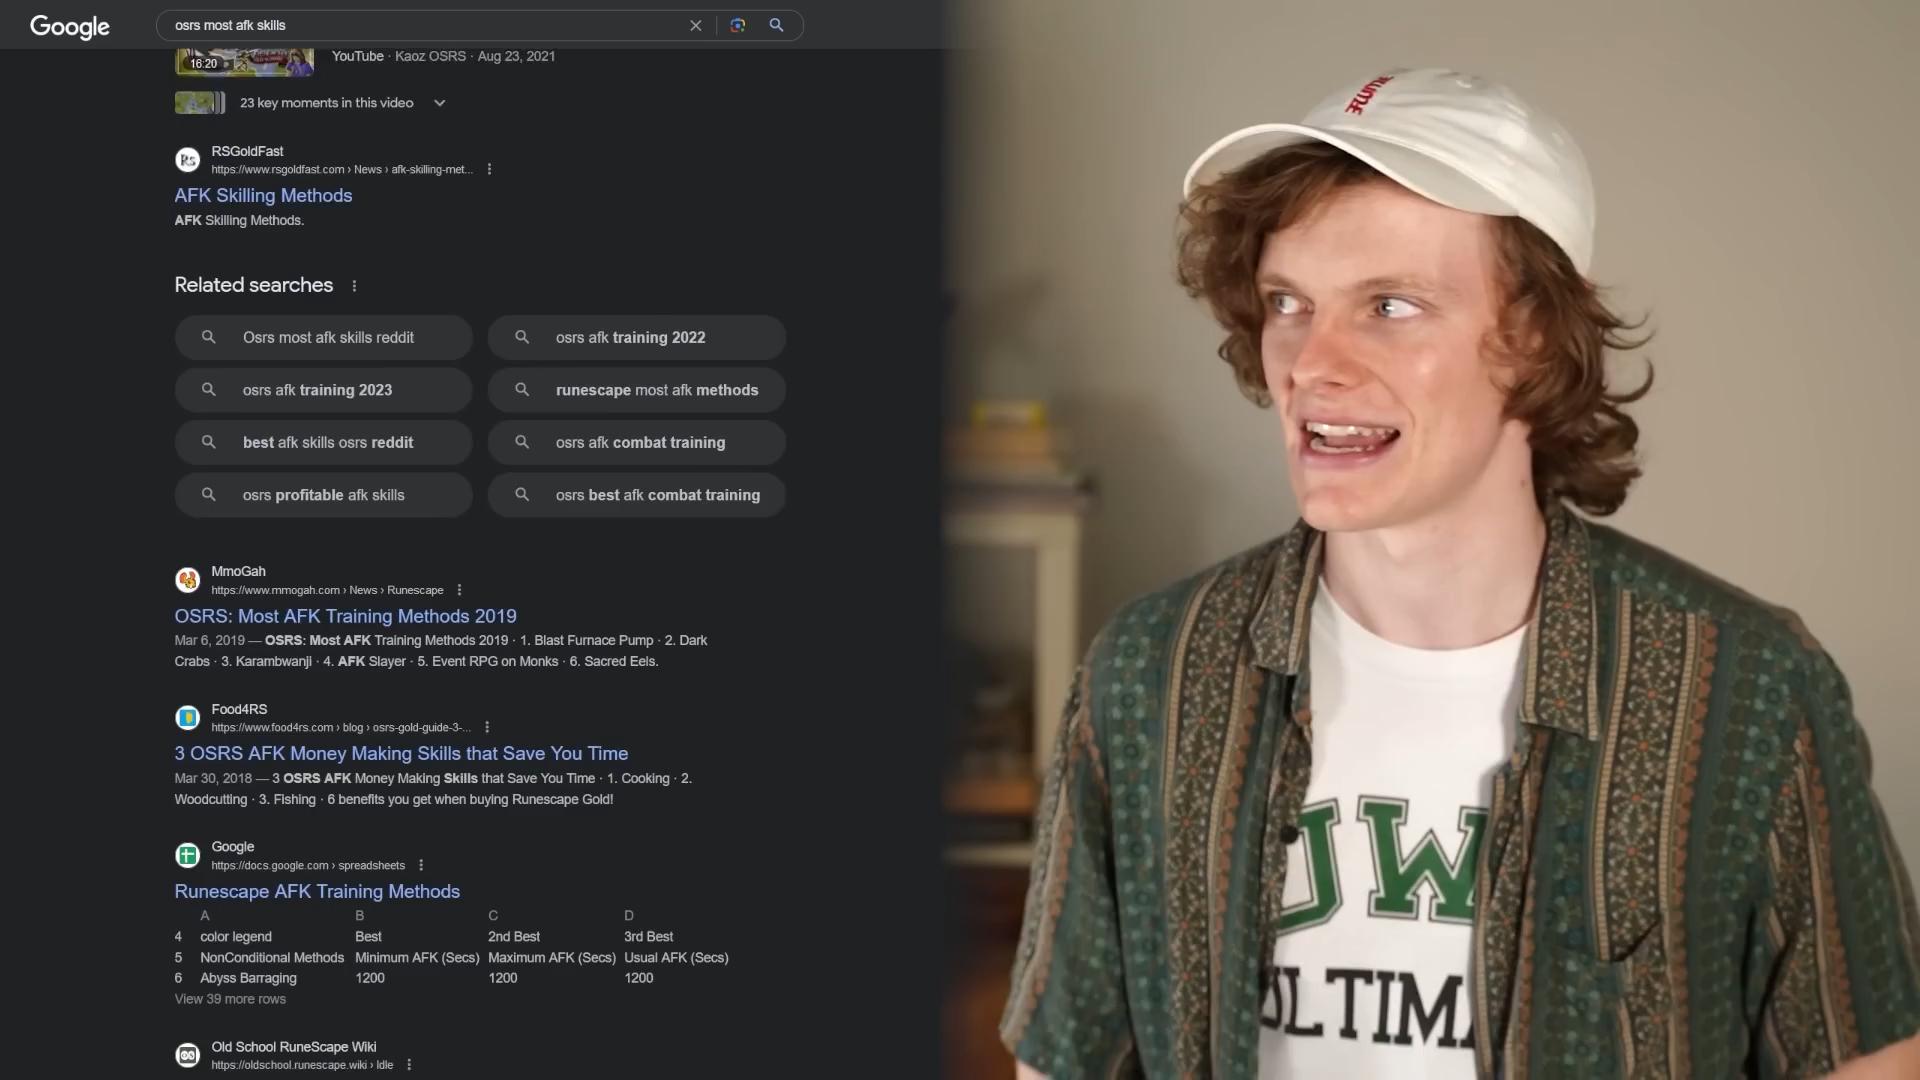 Google
osrs most afk skills
16:20
YouTube · Kaoz OSRS · Aug 23, 2021
23 key moments in this video
Rs
RSGoldFast
https://www.rsgoldfast.com › News › afk-skilling-met...
AFK Skilling Methods
AFK Skilling Methods.
Related searches
Osrs most afk skills reddit
osrs afk training 2022
osrs afk training 2023
runescape most afk methods
best afk skills osrs reddit
osrs afk combat training
osrs profitable afk skills
osrs best afk combat training
MmoGah
https://www.mmogah.com › News › Runescape
OSRS: Most AFK Training Methods 2019
Mar 6, 2019 — OSRS: Most AFK Training Methods 2019 · 1. Blast Furnace Pump · 2. Dark
Crabs · 3. Karambwanji · 4. AFK Slayer · 5. Event RPG on Monks · 6. Sacred Eels.
Food4RS
https://www.food4rs.com › blog › osrs-gold-guide-3-...
3 OSRS AFK Money Making Skills that Save You Time
Mar 30, 2018 — 3 OSRS AFK Money Making Skills that Save You Time · 1. Cooking · 2.
Woodcutting · 3. Fishing · 6 benefits you get when buying Runescape Gold!
Google
https://docs.google.com › spreadsheets
Runescape AFK Training Methods
A B C D
4 color legend Best 2nd Best 3rd Best
5 NonConditional Methods Minimum AFK (Secs) Maximum AFK (Secs) Usual AFK (Secs)
6 Abyss Barraging 1200 1200 1200
View 39 more rows
Old School RuneScape Wiki
https://oldschool.runescape.wiki › Idle
UW
ULTIM